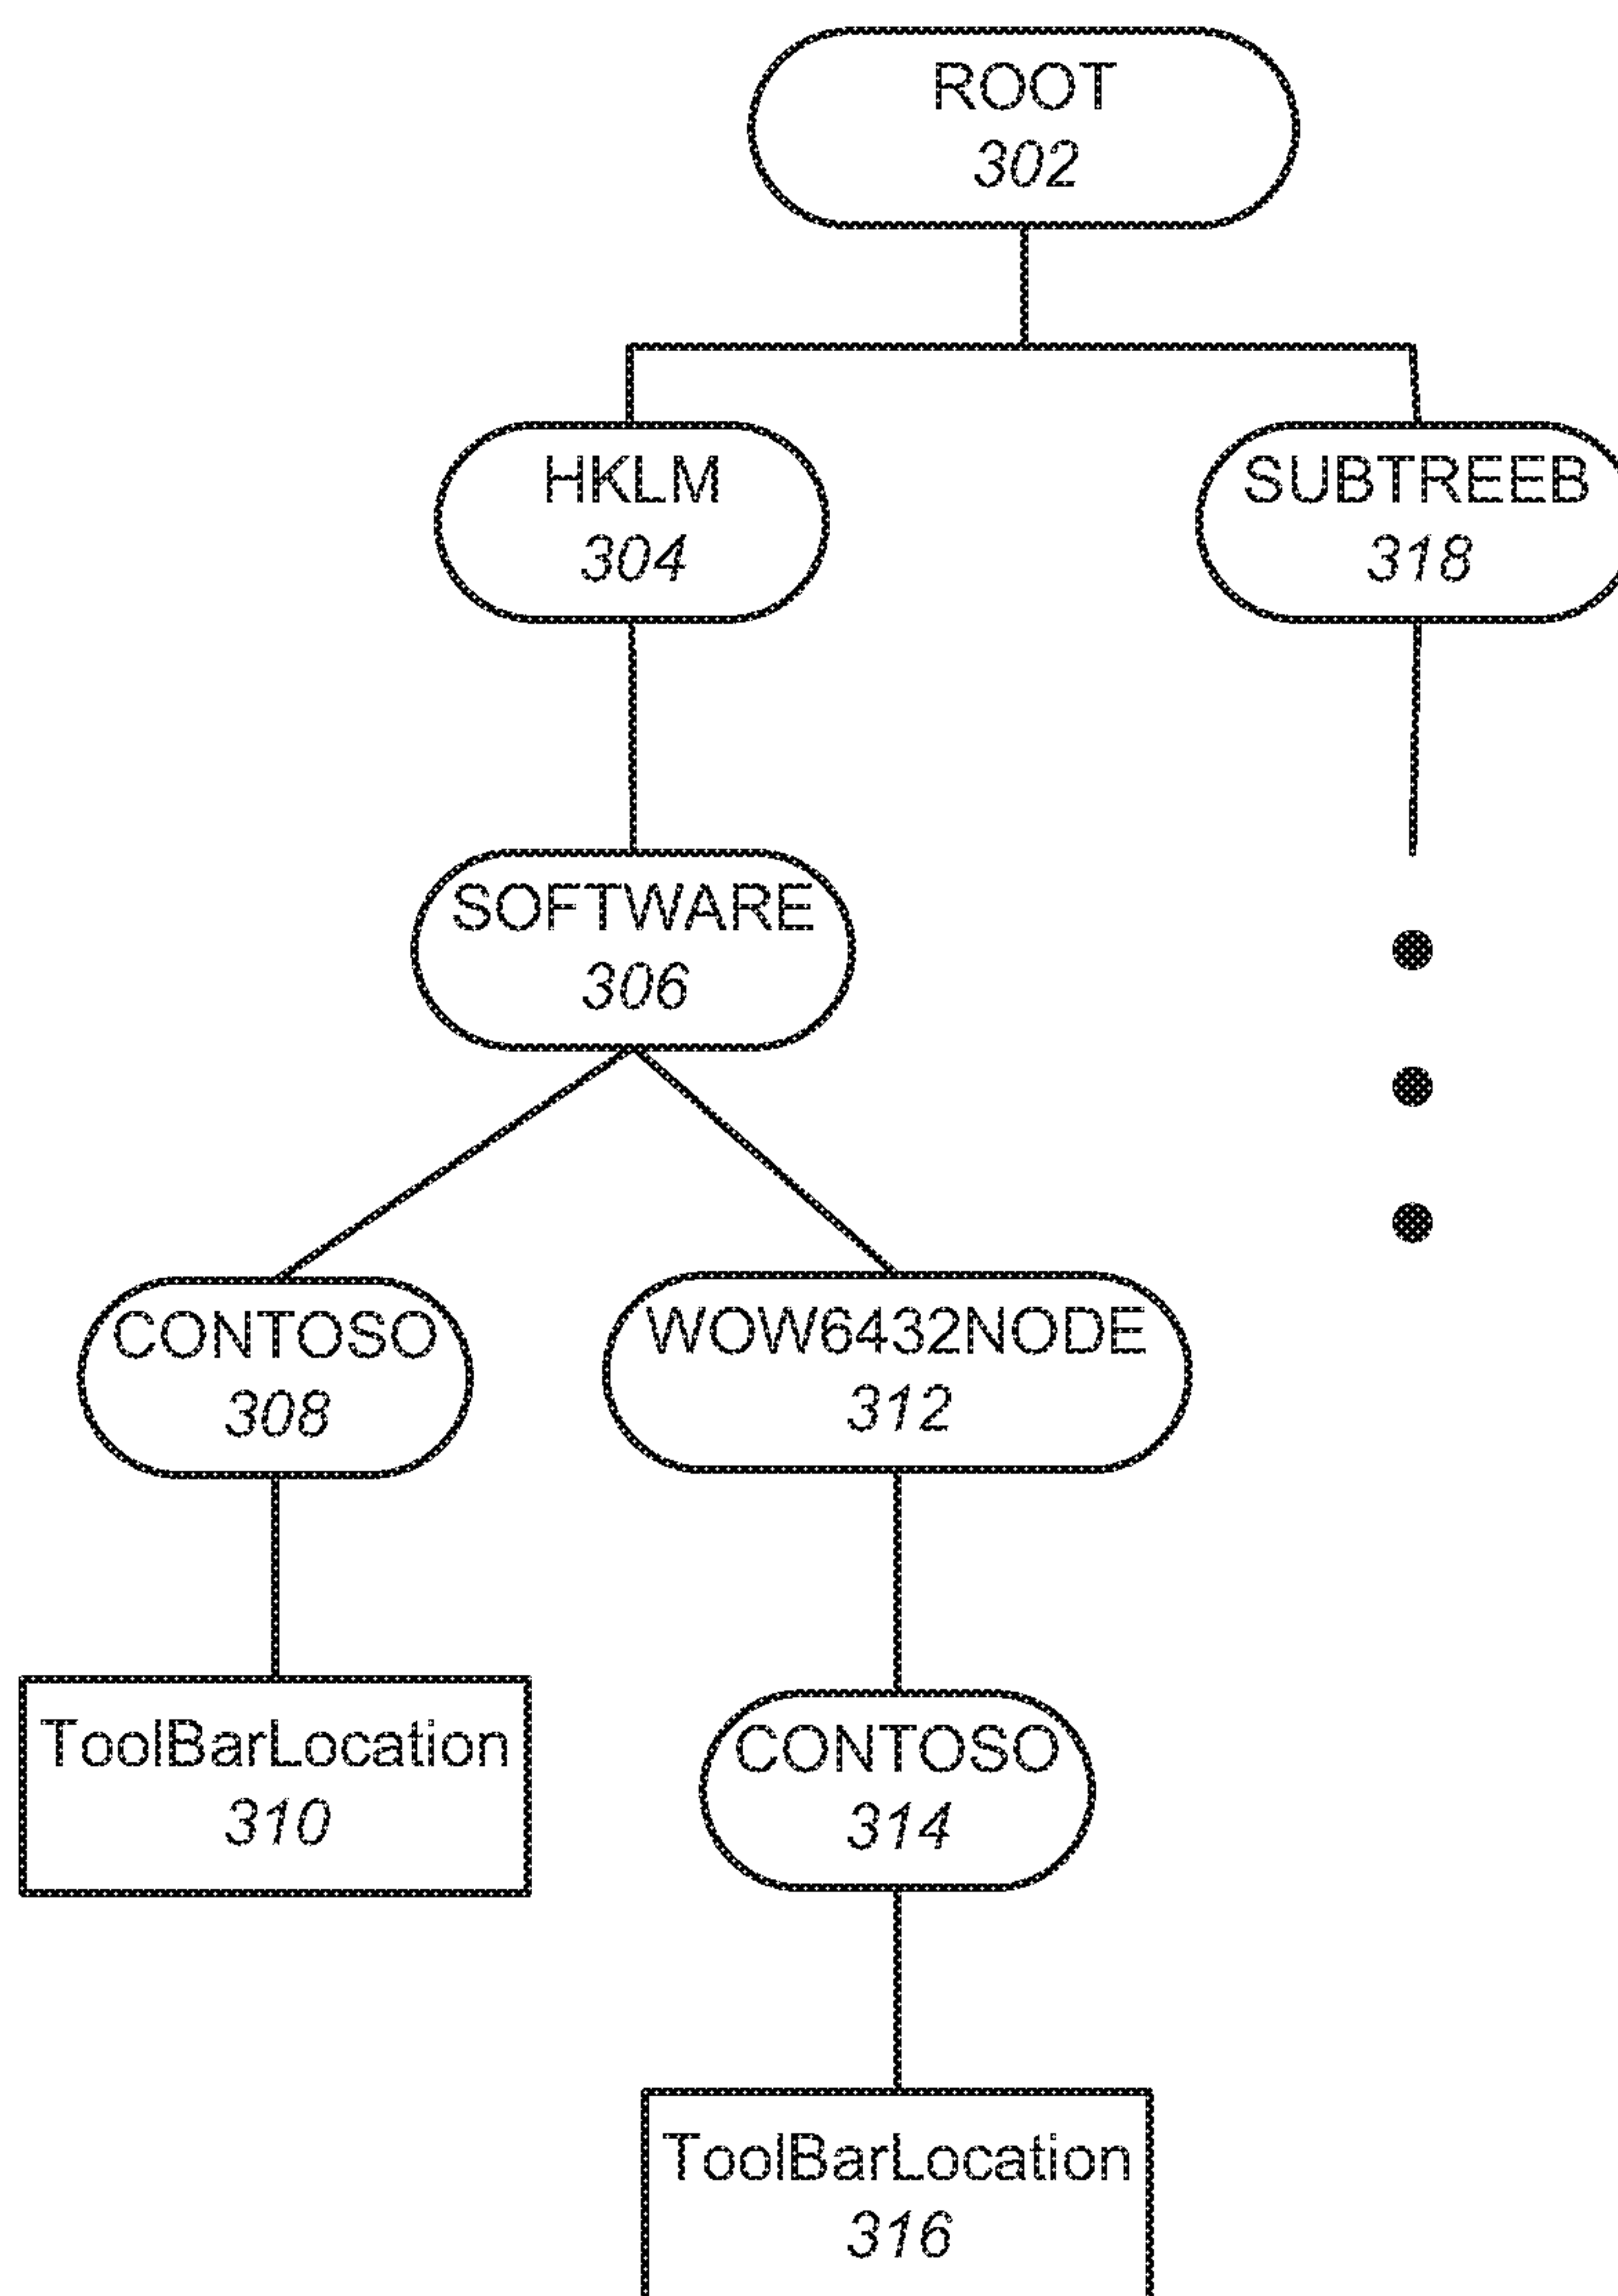 ROOT
302
HKLM
304
SUBTREEB
318
SOFTWARE
306
CONTOSO
308
WOW6432NODE
312
ToolBarLocation
310
CONTOSO
314
ToolBarLocation
316